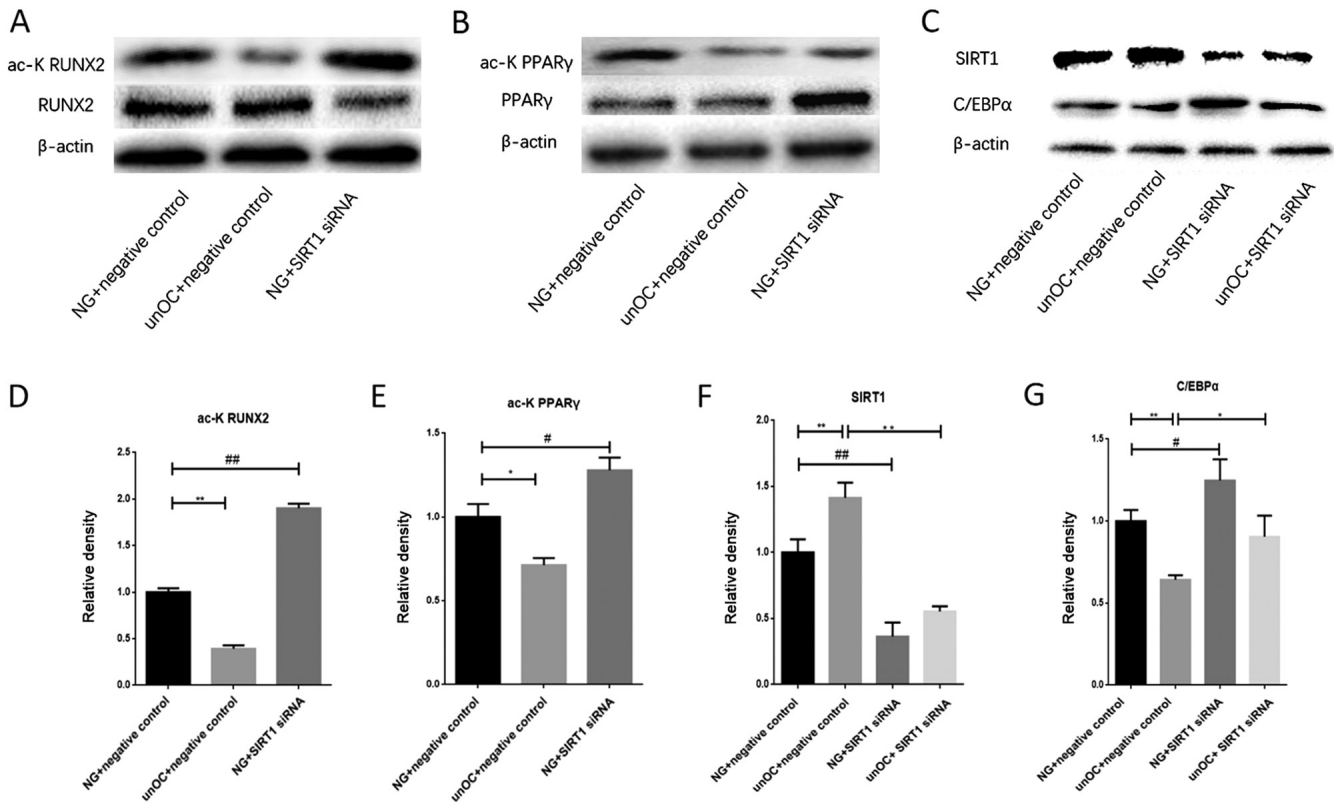 A
B
C
ac-K RUNX2
RUNX2
β-actin
NG+negative control
unOC+negative control
NG+SIRT1 siRNA
ac-K PPARγ
PPARγ
β-actin
NG+negative control
unOC+negative control
NG+SIRT1 siRNA
SIRT1
C/EBPα
β-actin
NG+negative control
unOC+negative control
NG+SIRT1 siRNA
unOC+SIRT1 siRNA
D
ac-K RUNX2
Relative density
2.5
2.0
1.5
1.0
0.5
0.0
##
**
NG+negative control
unOC+negative control
NG+SIRT1 siRNA
E
ac-K PPARγ
Relative density
1.5
1.0
0.5
0.0
#
*
NG+negative control
unOC+negative control
NG+SIRT1 siRNA
F
SIRT1
Relative density
2.0
1.5
1.0
0.5
0.0
**
**
##
NG+negative control
unOC+negative control
NG+SIRT1 siRNA
unOC+ SIRT1 siRNA
G
C/EBPα
Relative density
1.5
1.0
0.5
0.0
**
*
#
NG+negative control
unOC+negative control
NG+SIRT1 siRNA
unOC+ SIRT1 siRNA